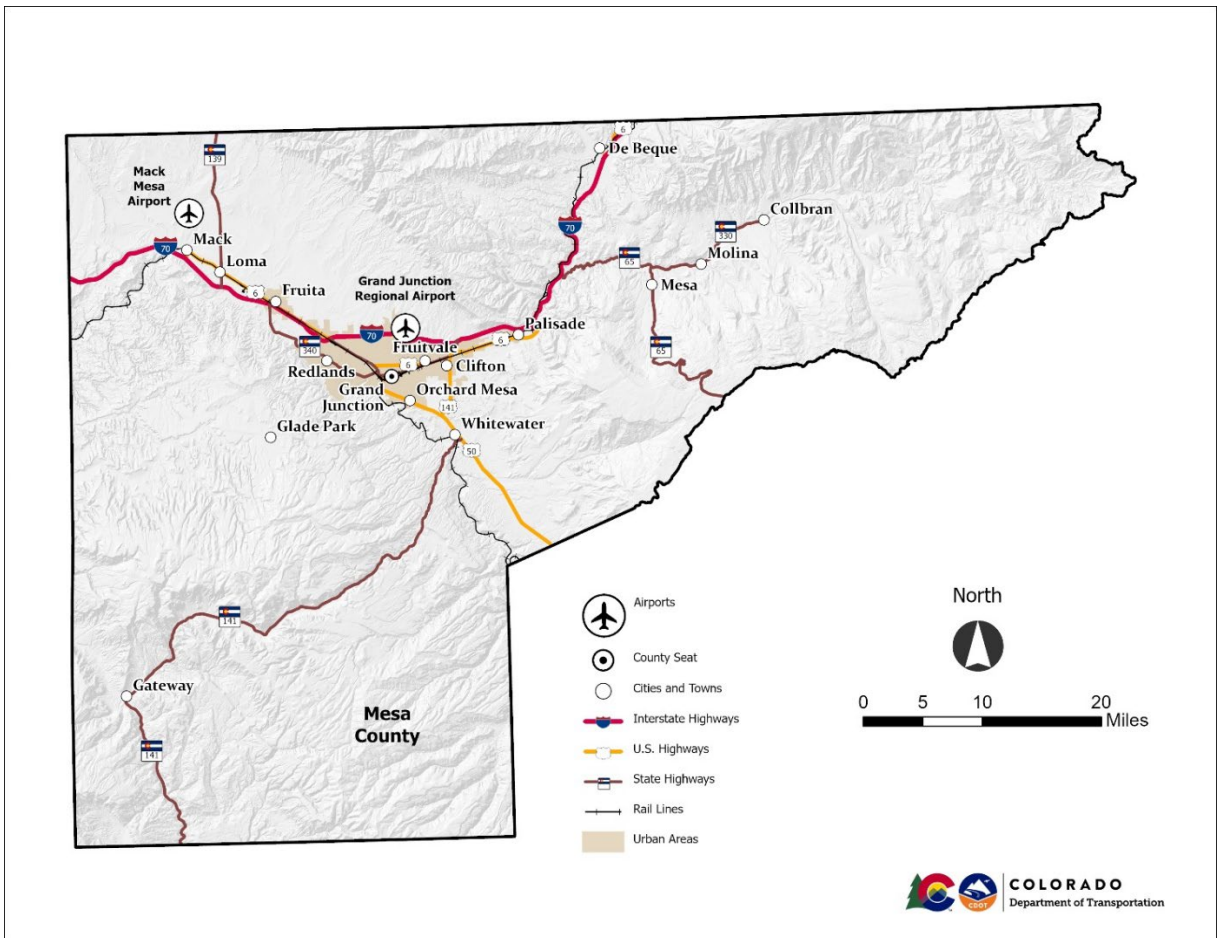 6
De Beque
139
Mack
Mesa
Airport
Collbran
70
330
70
Mack
Molina
65
Loma
Mesa
Grand Junction
Regional Airport
6
Fruita
Palisade
70
6
340
Fruitvale
65
Redlands
6
Clifton
Grand
Junction
Orchard Mesa
141
Glade Park
Whitewater
50
141
Gateway
Mesa
County
141
Airports
County Seat
Cities and Towns
Interstate Highways
U.S. Highways
State Highways
Rail Lines
Urban Areas
North
0 5 10 20
Miles
CDOT
COLORADO
Department of Transportation